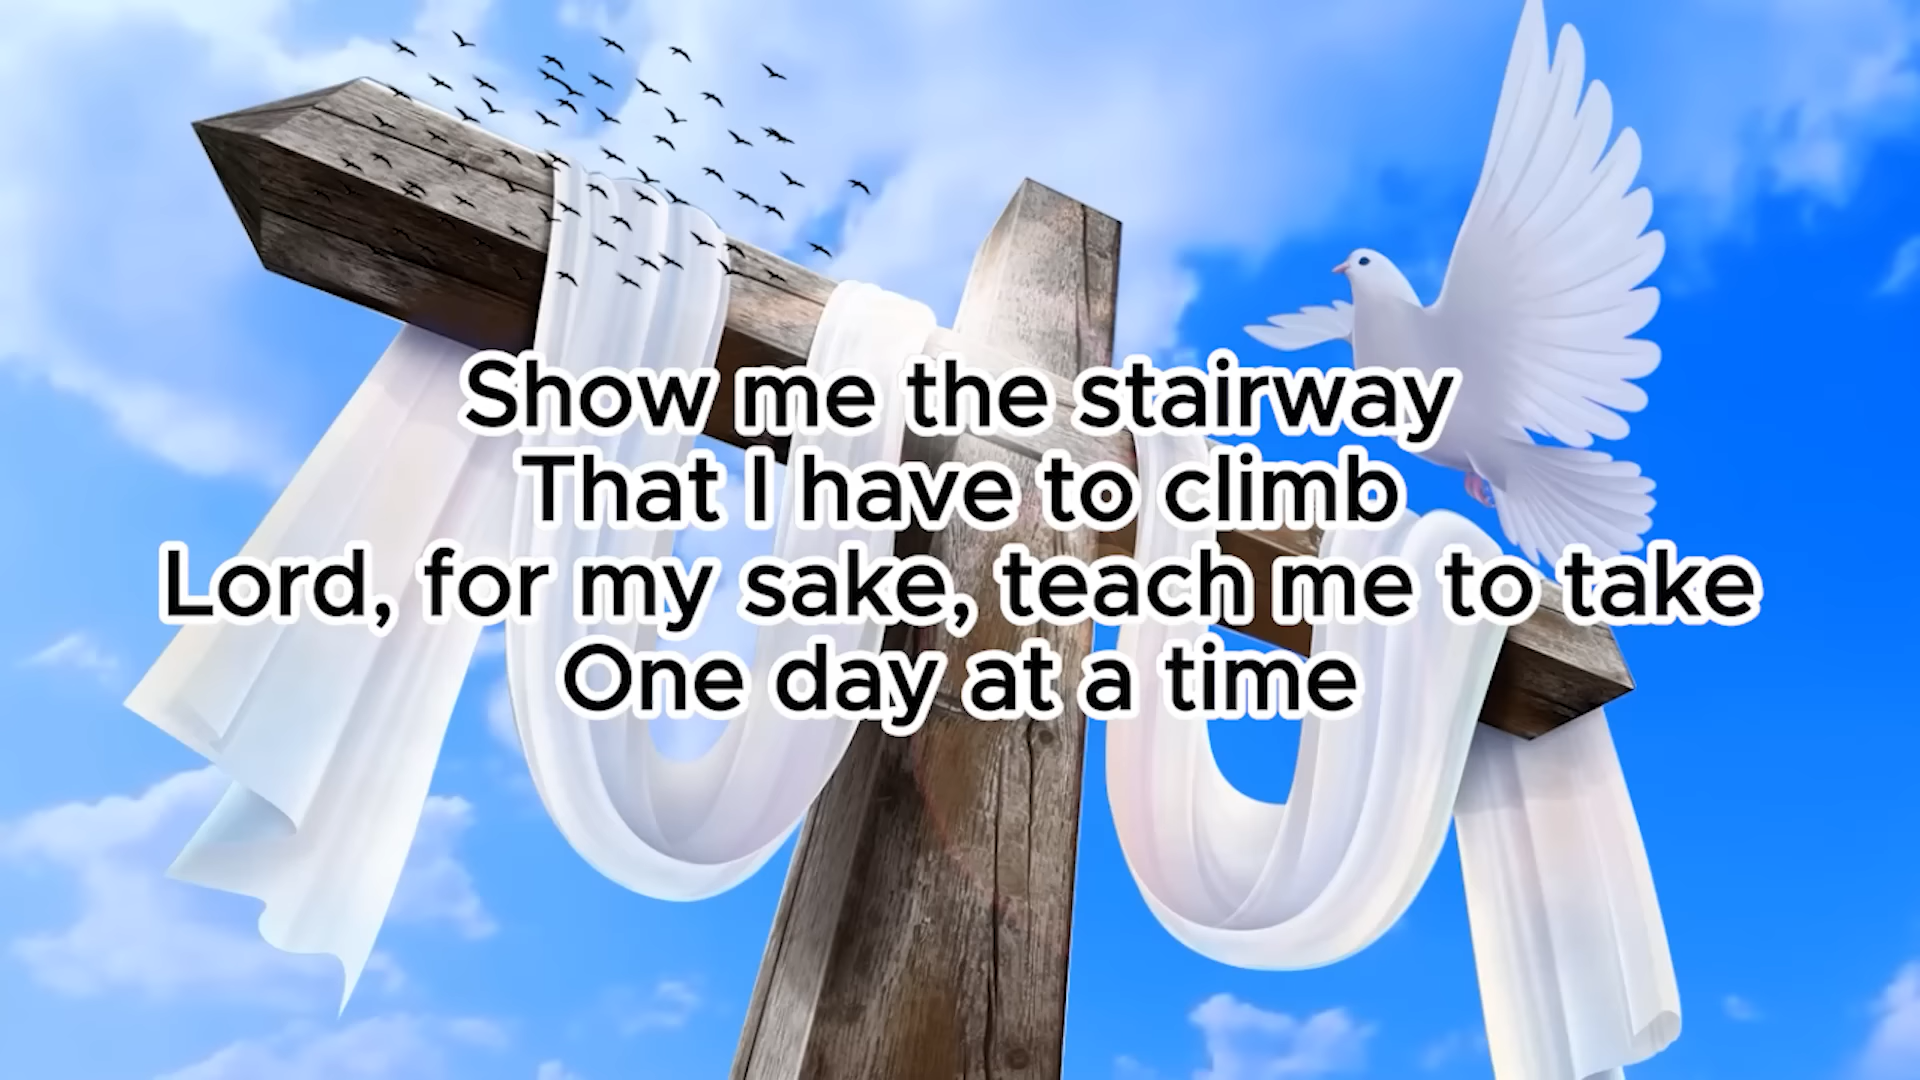 Show me the stairway
That I have to climb
Lord, for my sake, teach me to take
One day at a time